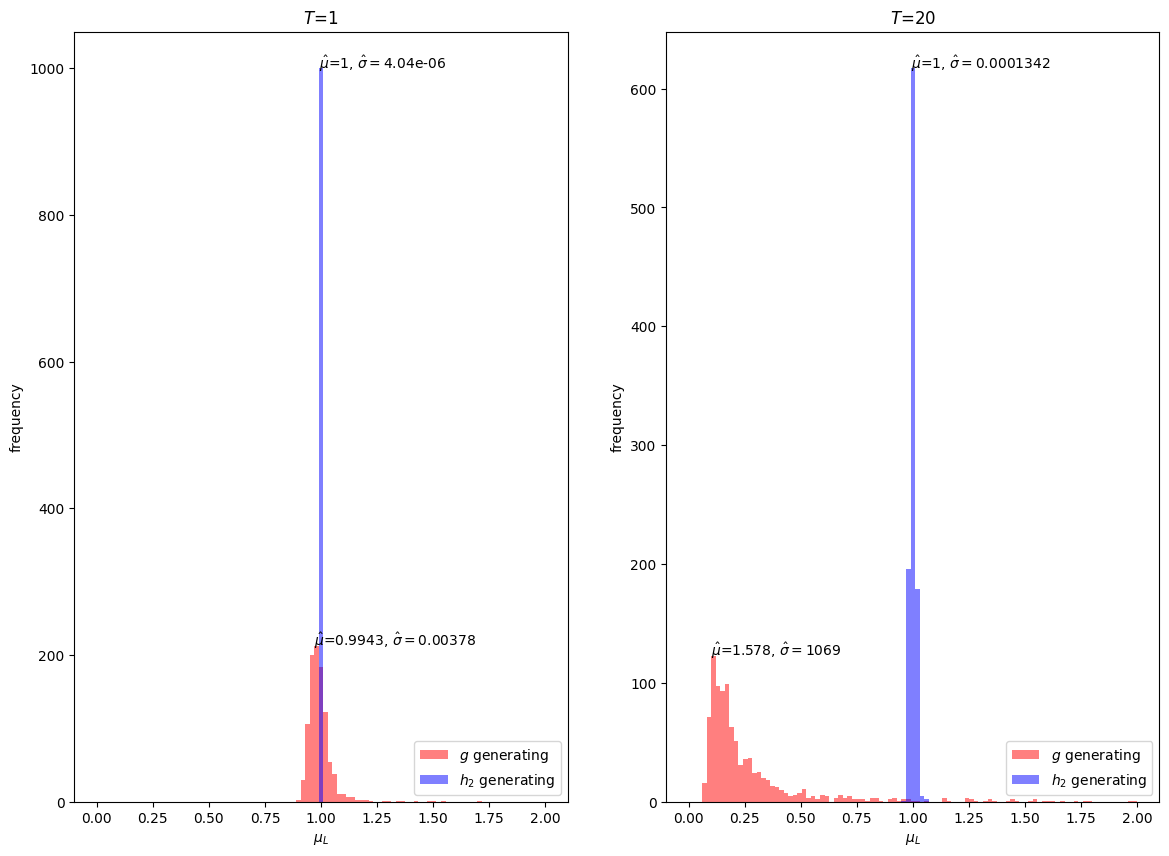 T=1
T=20
1000
800
600
400
200
0
frequency
μ̂=1, σ̂ = 4.04e-06
μ̂=0.9943, σ̂ = 0.00378
g generating
h₂ generating
0.00 0.25 0.50 0.75 1.00 1.25 1.50 1.75 2.00
μ_L
600
500
400
300
200
100
0
frequency
μ̂=1, σ̂ = 0.0001342
μ̂=1.578, σ̂ = 1069
g generating
h₂ generating
0.00 0.25 0.50 0.75 1.00 1.25 1.50 1.75 2.00
μ_L